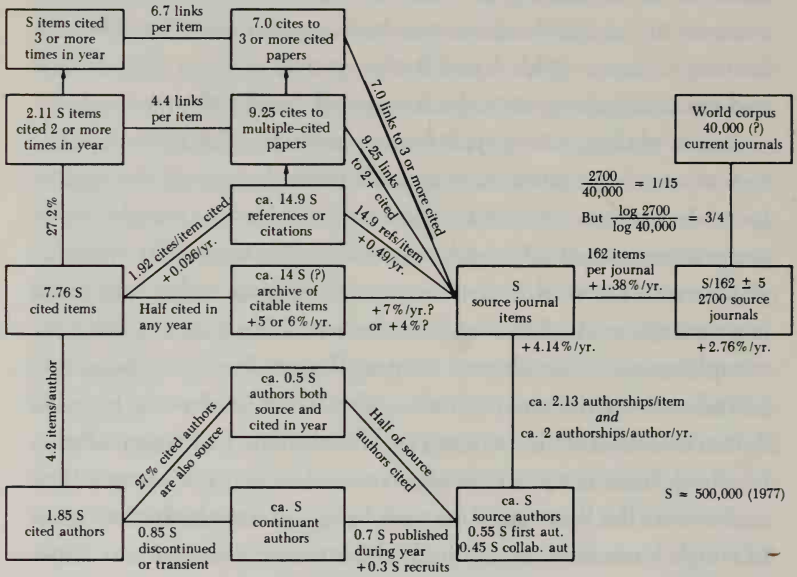 S items cited
3 or more
times in year
6.7 links
per item
7.0 cites to
3 or more cited
papers
2.11 S items
cited 2 or more
times in year
4.4 links
per item
9.25 cites to
multiple-cited
papers
7.0 links to 3 or more cited
9.25 links
to 2+ cited
World corpus
40,000 (?)
current journals
2700
40,000
= 1/15
But
log 2700
log 40,000
= 3/4
27.2%
1.92 cites/item cited
+0.026/yr.
ca. 14.9 S
references or
citations
14.9 refs/item
+0.49/yr.
7.76 S
cited items
Half cited in
any year
ca. 14 S (?)
archive of
citable items
+5 or 6%/yr.
+7%/yr.?
or +4%?
S
source journal
items
+4.14%/yr.
162 items
per journal
+1.38%/yr.
S/162 ± 5
2700 source
journals
+2.76%/yr.
4.2 items/author
27% cited authors
are also source
ca. 0.5 S
authors both
source and
cited in year
Half of source
authors cited
ca. 2.13 authorships/item
and
ca. 2 authorships/author/yr.
1.85 S
cited authors
0.85 S
discontinued
or transient
ca. S
continuant
authors
0.7 S published
during year
+0.3 S recruits
ca. S
source authors
0.55 S first aut.
0.45 S collab. aut
S ≈ 500,000 (1977)